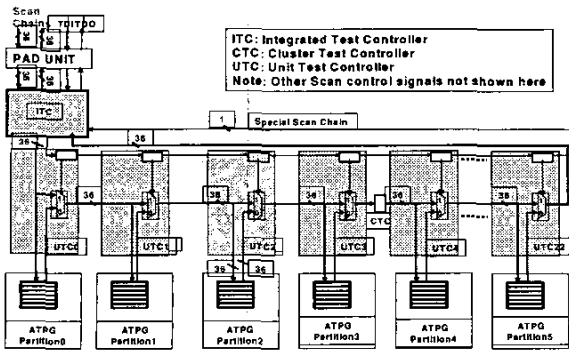 Scan
Chain
TDI TDO
36
36
PAD UNIT
36
36
ITC
ITC: Integrated Test Controller
CTC: Cluster Test Controller
UTC: Unit Test Controller
Note: Other Scan control signals not shown here
1
Special Scan Chain
36
36
36
36
36
36
36
CTC
UTC0
UTC1
UTC2
UTC3
UTC4
UTC22
36
36
ATPG
Partition0
ATPG
Partition1
ATPG
Partition2
ATPG
Partition3
ATPG
Partition4
ATPG
Partition5